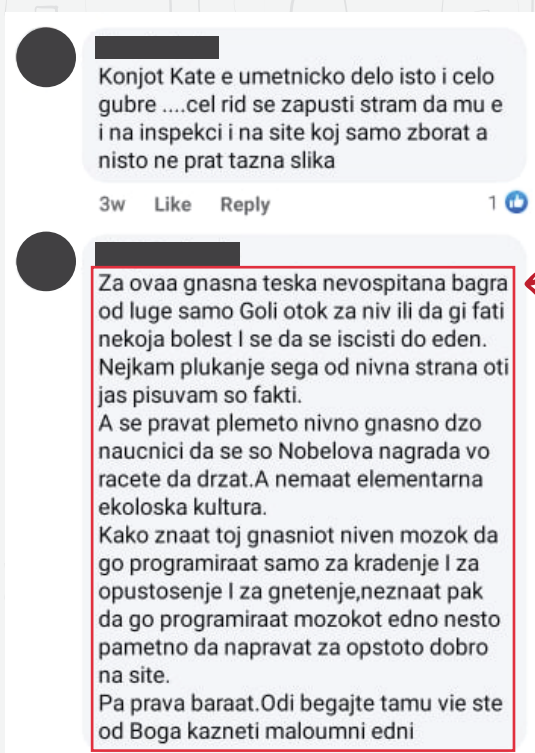 Konjot Kate e umetnicko delo isto i celo
gubre ....cel rid se zapusti stram da mu e
i na inspekci i na site koj samo zborat a
nisto ne prat tazna slika
3w Like Reply 1
Za ovaa gnasna teska nevospitana bagra
od luge samo Goli otok za niv ili da gi fati
nekoja bolest I se da se iscisti do eden.
Nejkam plukanje sega od nivna strana oti
jas pisuvam so fakti.
A se pravat plemeto nivno gnasno dzo
naucnici da se so Nobelova nagrada vo
racete da drzat.A nemaat elementarna
ekoloska kultura.
Kako znaat toj gnasniot niven mozok da
go programiraat samo za kradenje I za
opustosenje I za gnetenje,neznaat pak
da go programiraat mozokot edno nesto
pametno da napravat za opstoto dobro
na site.
Pa prava baraat.Odi begajte tamu vie ste
od Boga kazneti maloumni edni